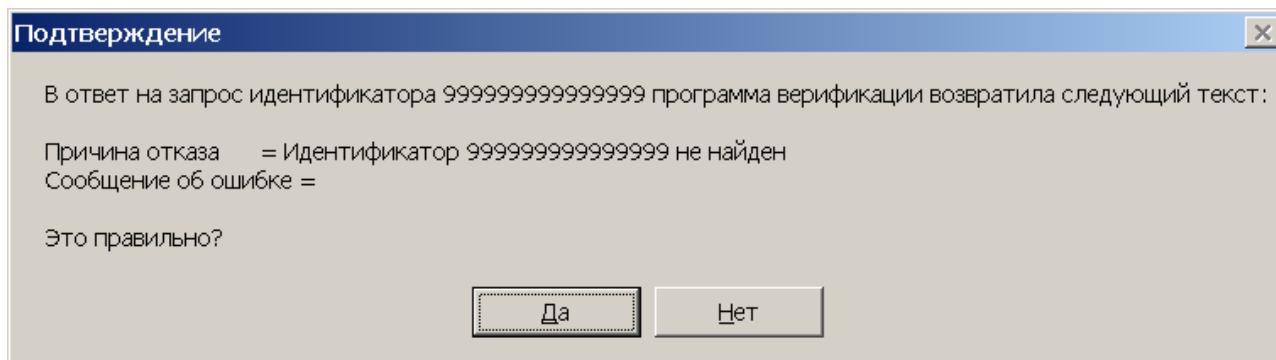 Подтверждение
В ответ на запрос идентификатора 999999999999999 программа верификации возвратила следующий текст:
Причина отказа = Идентификатор 999999999999999 не найден
Сообщение об ошибке =
Это правильно?
Да
Нет